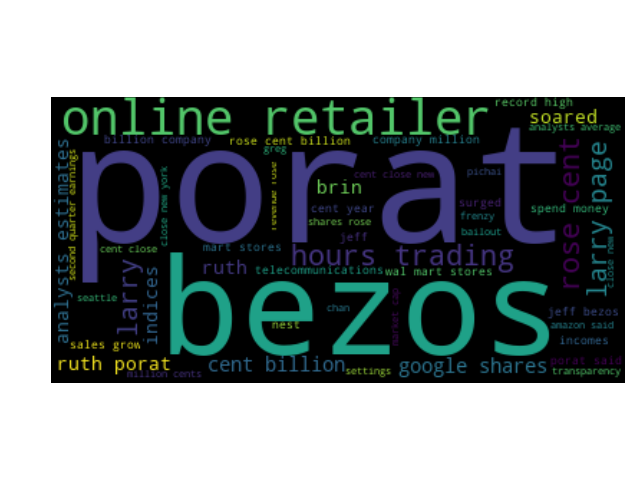 online retailer
record high
soared
analysts average
billion company
rose cent billion
company million
greg
porat
analysts estimates
second quarter earnings
close new york
cent close new
pichai
brin
rose cent
larry page
close new
cent year
surged
frenzy
spend money
shares rose
bailout
jeff
cent close
mart stores
hours trading
larry
indices
ruth
telecommunications
wal mart stores
bezos
seattle
chan
market cap
jeff bezos
nest
amazon said
sales grow
incomes
ruth porat
cent billion
google shares
porat said
million cents
settings
transparency